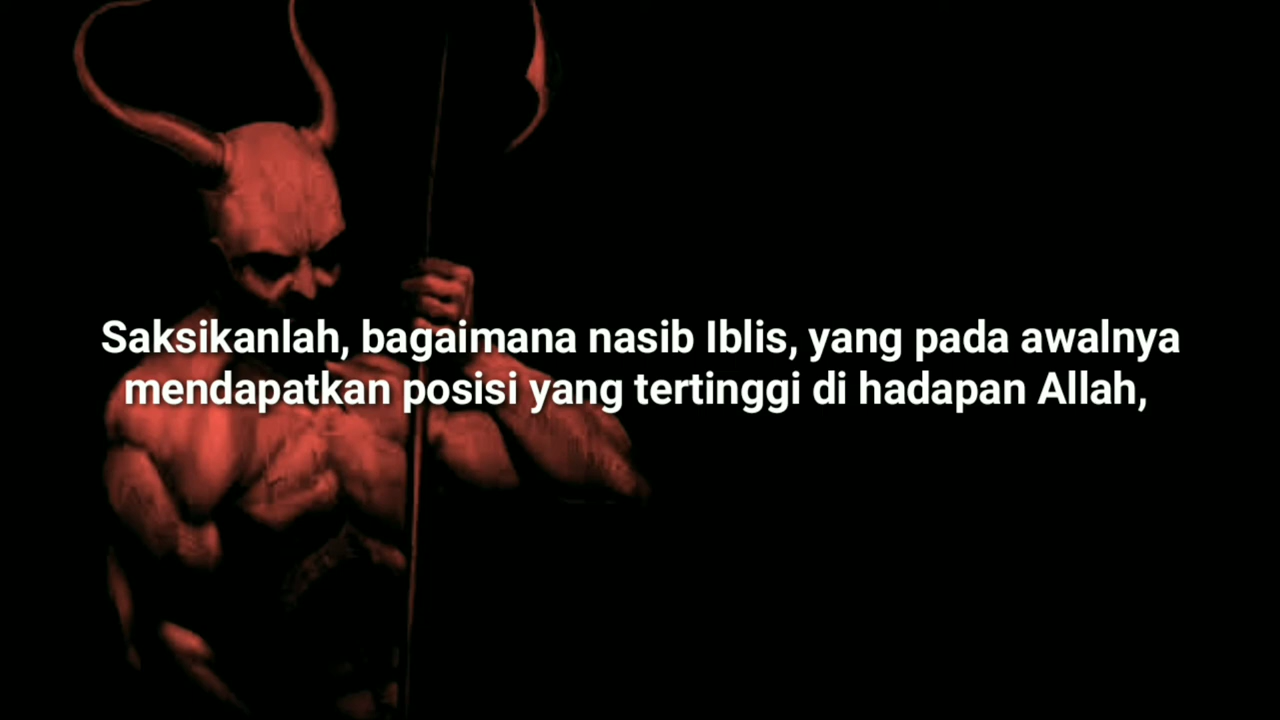 Saksikanlah, bagaimana nasib Iblis, yang pada awalnya
mendapatkan posisi yang tertinggi di hadapan Allah,